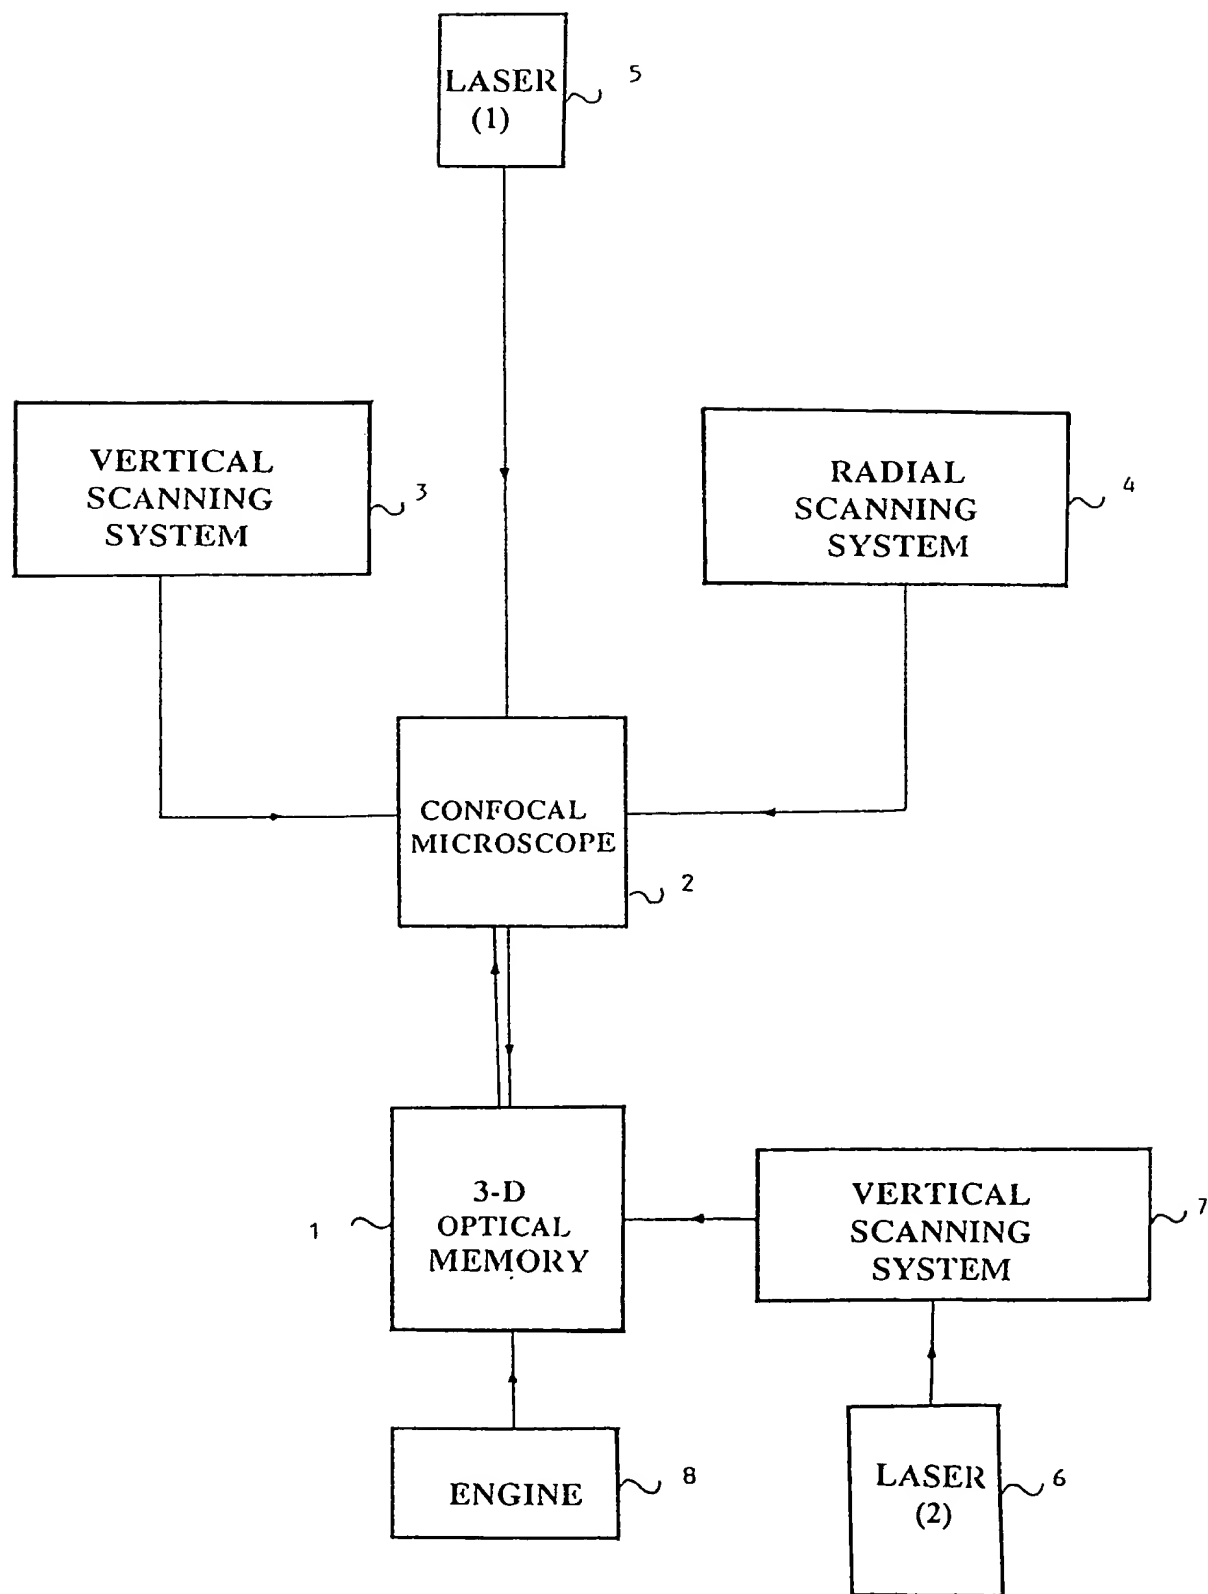 LASER
(1)
5
VERTICAL
SCANNING
SYSTEM
3
RADIAL
SCANNING
SYSTEM
4
CONFOCAL
MICROSCOPE
2
3-D
OPTICAL
MEMORY
1
VERTICAL
SCANNING
SYSTEM
7
ENGINE
8
LASER
(2)
6